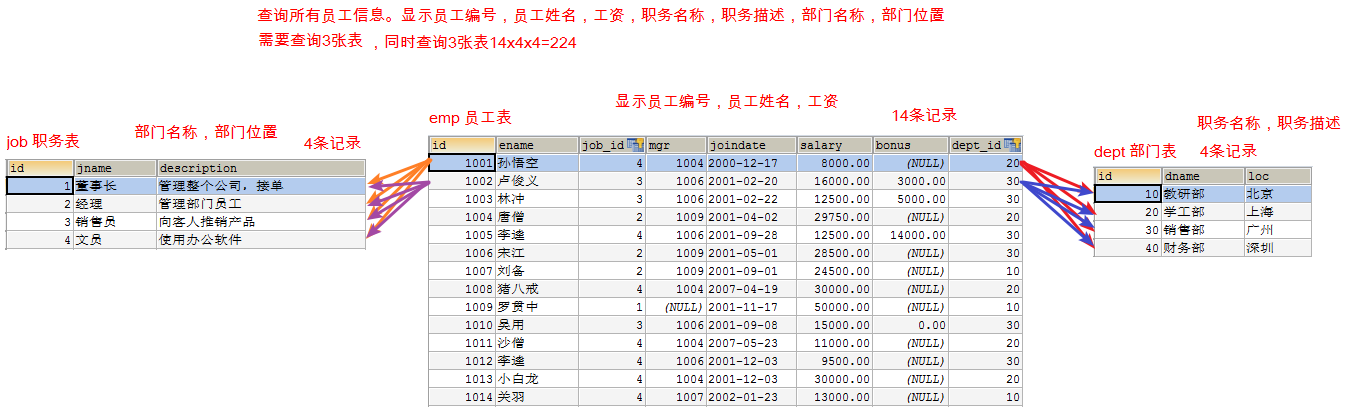 查询所有员工信息。显示员工编号，员工姓名，工资，职务名称，职务描述，部门名称，部门位置
需要查询3张表 ，同时查询3张表14x4x4=224
显示员工编号，员工姓名，工资
job 职务表 部门名称，部门位置 4条记录
id jname description
1 董事长 管理整个公司，接单
2 经理 管理部门员工
3 销售员 向客人推销产品
4 文员 使用办公软件
emp 员工表 14条记录
id ename job_id mgr joindate salary bonus dept_id
1001 孙悟空 4 1004 2000-12-17 8000.00 (NULL) 20
1002 卢俊义 3 1006 2001-02-20 16000.00 3000.00 30
1003 林冲 3 1006 2001-02-22 12500.00 5000.00 30
1004 唐僧 2 1009 2001-04-02 29750.00 (NULL) 20
1005 李逵 4 1006 2001-09-28 12500.00 14000.00 30
1006 宋江 2 1009 2001-05-01 28500.00 (NULL) 30
1007 刘备 2 1009 2001-09-01 24500.00 (NULL) 10
1008 猪八戒 4 1004 2007-04-19 30000.00 (NULL) 20
1009 罗贯中 1 (NULL) 2001-11-17 50000.00 (NULL) 10
1010 吴用 3 1006 2001-09-08 15000.00 0.00 30
1011 沙僧 4 1004 2007-05-23 11000.00 (NULL) 20
1012 李逵 4 1006 2001-12-03 9500.00 (NULL) 30
1013 小白龙 4 1004 2001-12-03 30000.00 (NULL) 20
1014 关羽 4 1007 2002-01-23 13000.00 (NULL) 10
职务名称，职务描述
dept 部门表 4条记录
id dname loc
10 教研部 北京
20 学工部 上海
30 销售部 广州
40 财务部 深圳